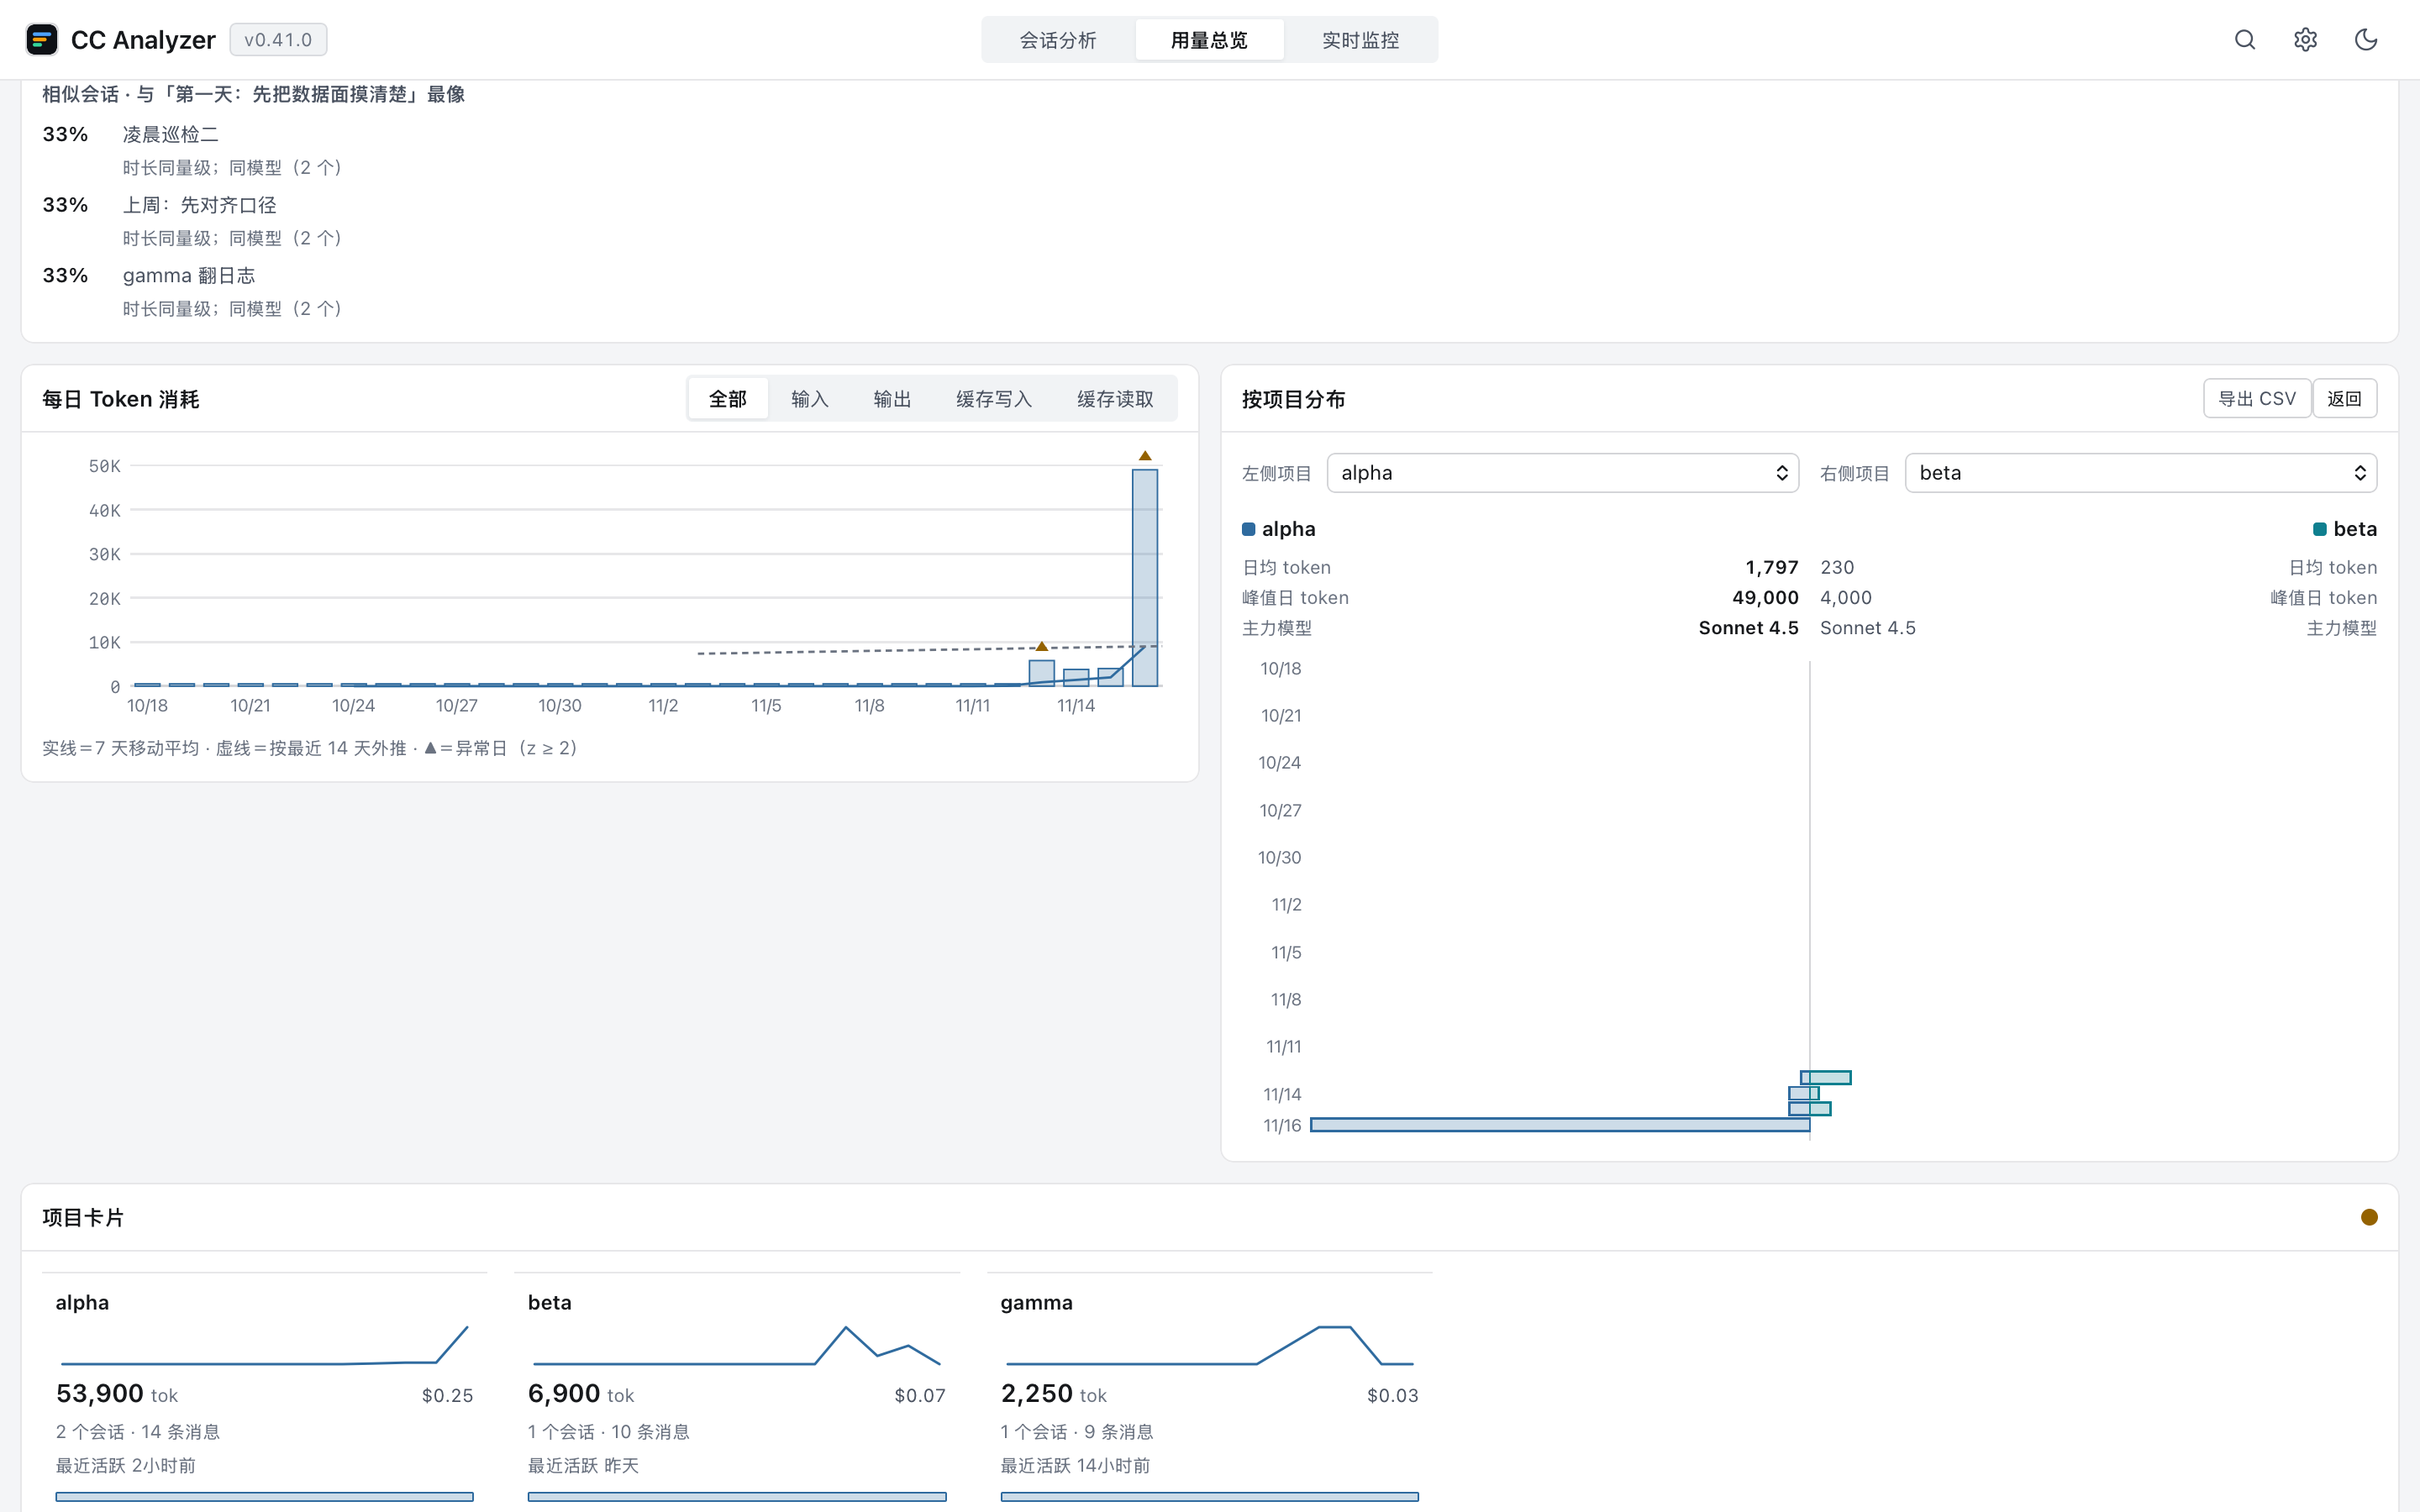 CC Analyzer v0.41.0 会话分析 用量总览 实时监控
相似会话 · 与「第一天：先把数据面摸清楚」最像
33% 凌晨巡检二
时长同量级；同模型（2 个）
33% 上周：先对齐口径
时长同量级；同模型（2 个）
33% gamma 翻日志
时长同量级；同模型（2 个）
每日 Token 消耗 全部 输入 输出 缓存写入 缓存读取
50K
40K
30K
20K
10K
0
10/18 10/21 10/24 10/27 10/30 11/2 11/5 11/8 11/11 11/14
实线＝7 天移动平均 · 虚线＝按最近 14 天外推 · ▲＝异常日（z ≥ 2）
按项目分布 导出 CSV 返回
左侧项目 alpha 右侧项目 beta
alpha beta
日均 token 1,797 230 日均 token
峰值日 token 49,000 4,000 峰值日 token
主力模型 Sonnet 4.5 Sonnet 4.5 主力模型
10/18
10/21
10/24
10/27
10/30
11/2
11/5
11/8
11/11
11/14
11/16
项目卡片
alpha
53,900 tok $0.25
2 个会话 · 14 条消息
最近活跃 2小时前
beta
6,900 tok $0.07
1 个会话 · 10 条消息
最近活跃 昨天
gamma
2,250 tok $0.03
1 个会话 · 9 条消息
最近活跃 14小时前